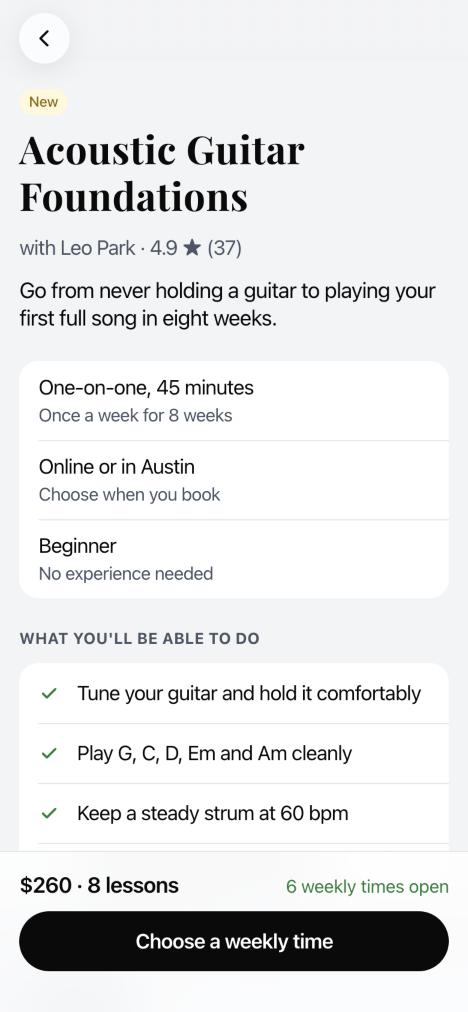 New
Acoustic Guitar
Foundations
with Leo Park · 4.9 ★ (37)
Go from never holding a guitar to playing your
first full song in eight weeks.
One-on-one, 45 minutes
Once a week for 8 weeks
Online or in Austin
Choose when you book
Beginner
No experience needed
WHAT YOU'LL BE ABLE TO DO
Tune your guitar and hold it comfortably
Play G, C, D, Em and Am cleanly
Keep a steady strum at 60 bpm
$260 · 8 lessons
6 weekly times open
Choose a weekly time